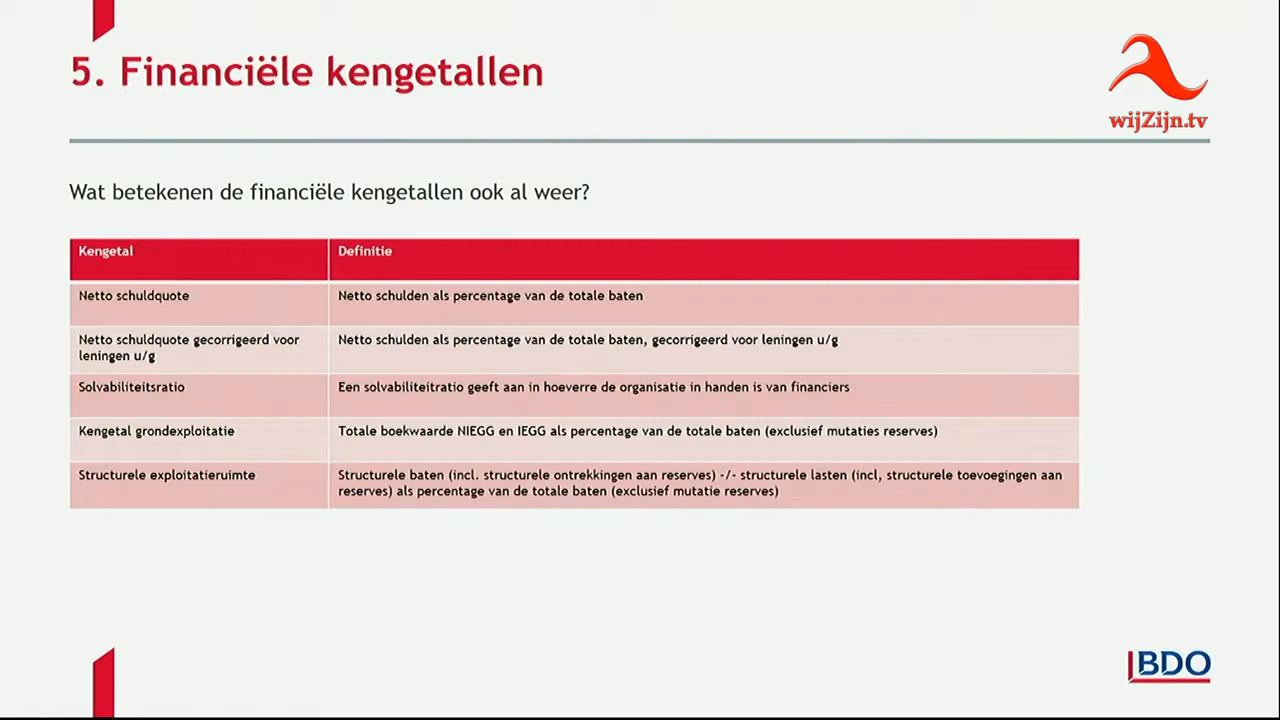 5. Financiële kengetallen
wijZijn.tv
Wat betekenen de financiële kengetallen ook al weer?
Kengetal
Definitie
Netto schuldquote
Netto schulden als percentage van de totale baten
Netto schuldquote gecorrigeerd voor
leningen u/g
Netto schulden als percentage van de totale baten, gecorrigeerd voor leningen u/g
Solvabiliteitsratio
Een solvabiliteitratio geeft aan in hoeverre de organisatie in handen is van financiers
Kengetal grondexploitatie
Totale boekwaarde NIEGG en IEGG als percentage van de totale baten (exclusief mutaties reserves)
Structurele exploitatieruimte
Structurele baten (incl. structurele ontrekkingen aan reserves) -/- structurele lasten (incl, structurele toevoegingen aan
reserves) als percentage van de totale baten (exclusief mutatie reserves)
BDO